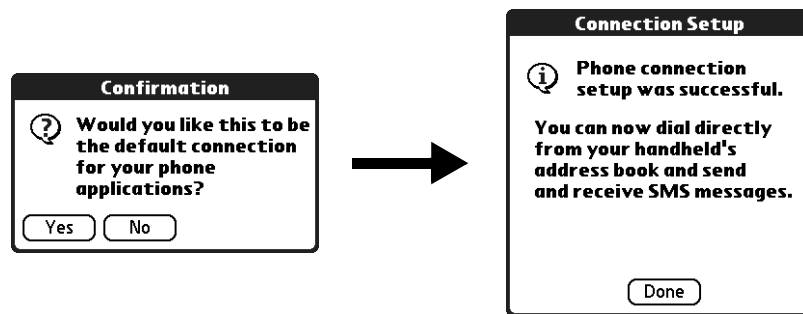 Confirmation
Would you like this to be
the default connection
for your phone
applications?
Yes No
Connection Setup
Phone connection
setup was successful.
You can now dial directly
from your handheld's
address book and send
and receive SMS messages.
Done